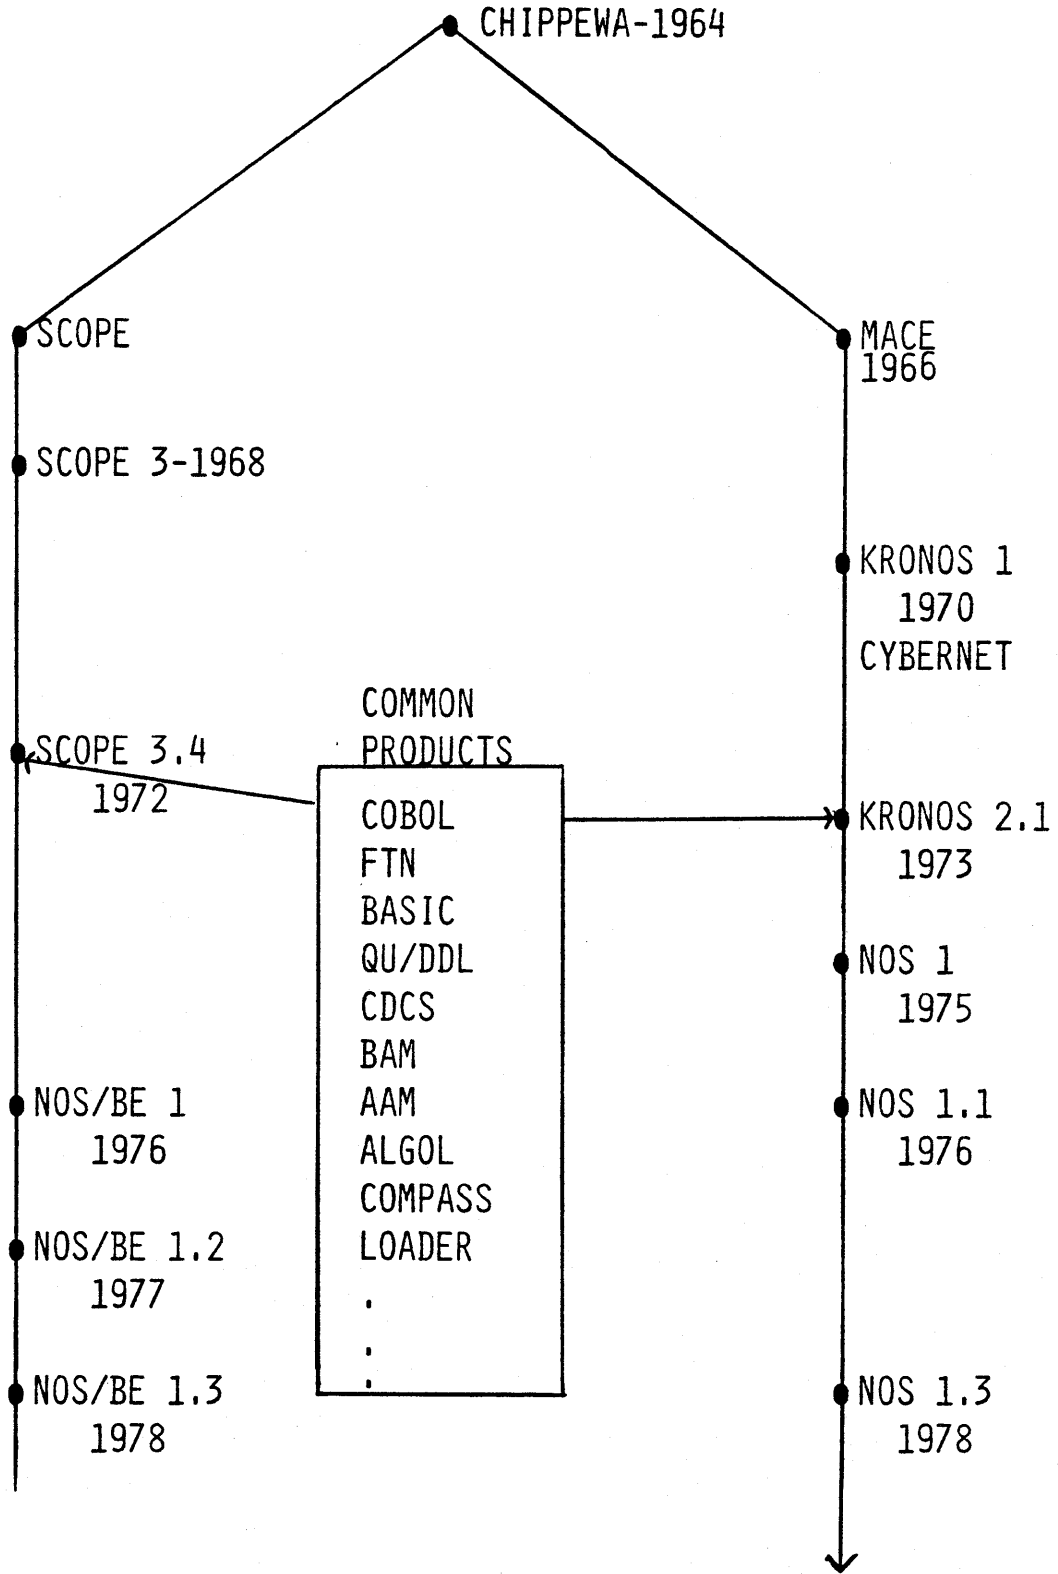 CHIPPEWA-1964
SCOPE
SCOPE 3-1968
SCOPE 3.4
1972
NOS/BE 1
1976
NOS/BE 1.2
1977
NOS/BE 1.3
1978
COMMON
PRODUCTS
COBOL
FTN
BASIC
QU/DDL
CDCS
BAM
AAM
ALGOL
COMPASS
LOADER
.
.
.
MACE
1966
KRONOS 1
1970
CYBERNET
KRONOS 2.1
1973
NOS 1
1975
NOS 1.1
1976
NOS 1.3
1978